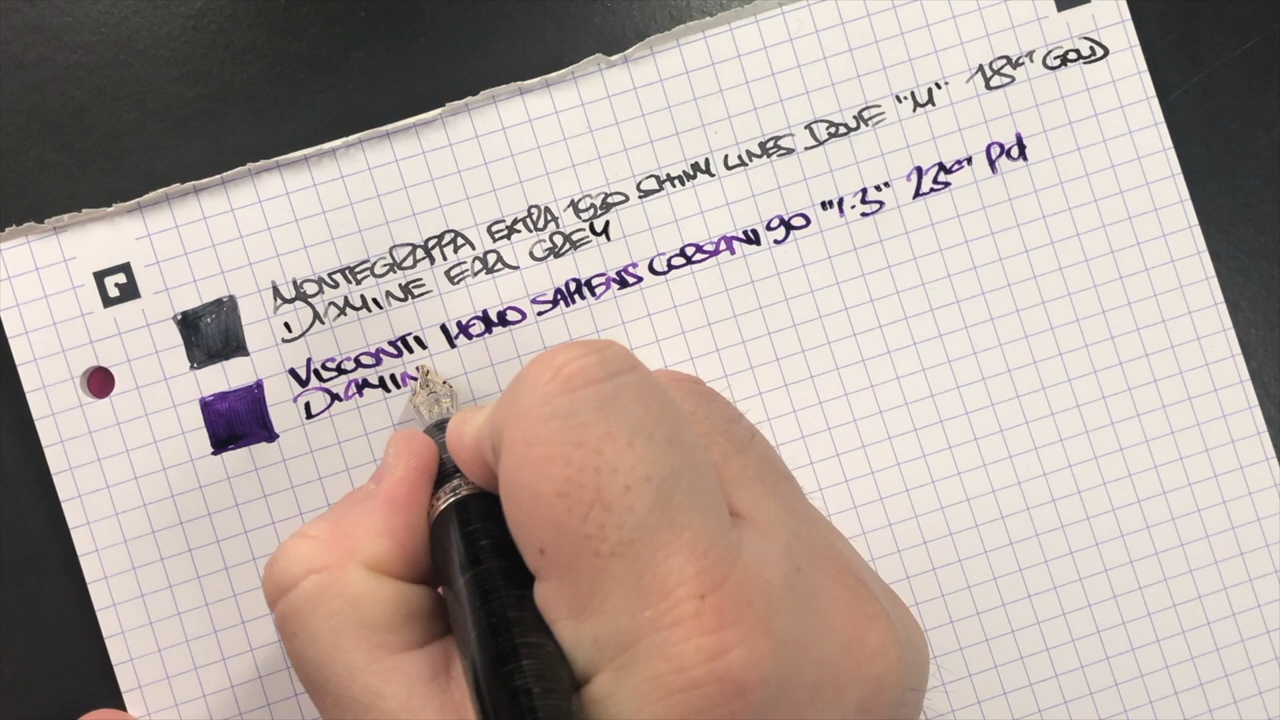 MONTEGRAPPA EXTRA 1930 SHINY LINES DOUE "M" 18KT GOLD
DIAMINE EARL GREY
VISCONTI HOMO SAPIENS CORSANI 90 "1.3" 23KT Pd
DIAMIN